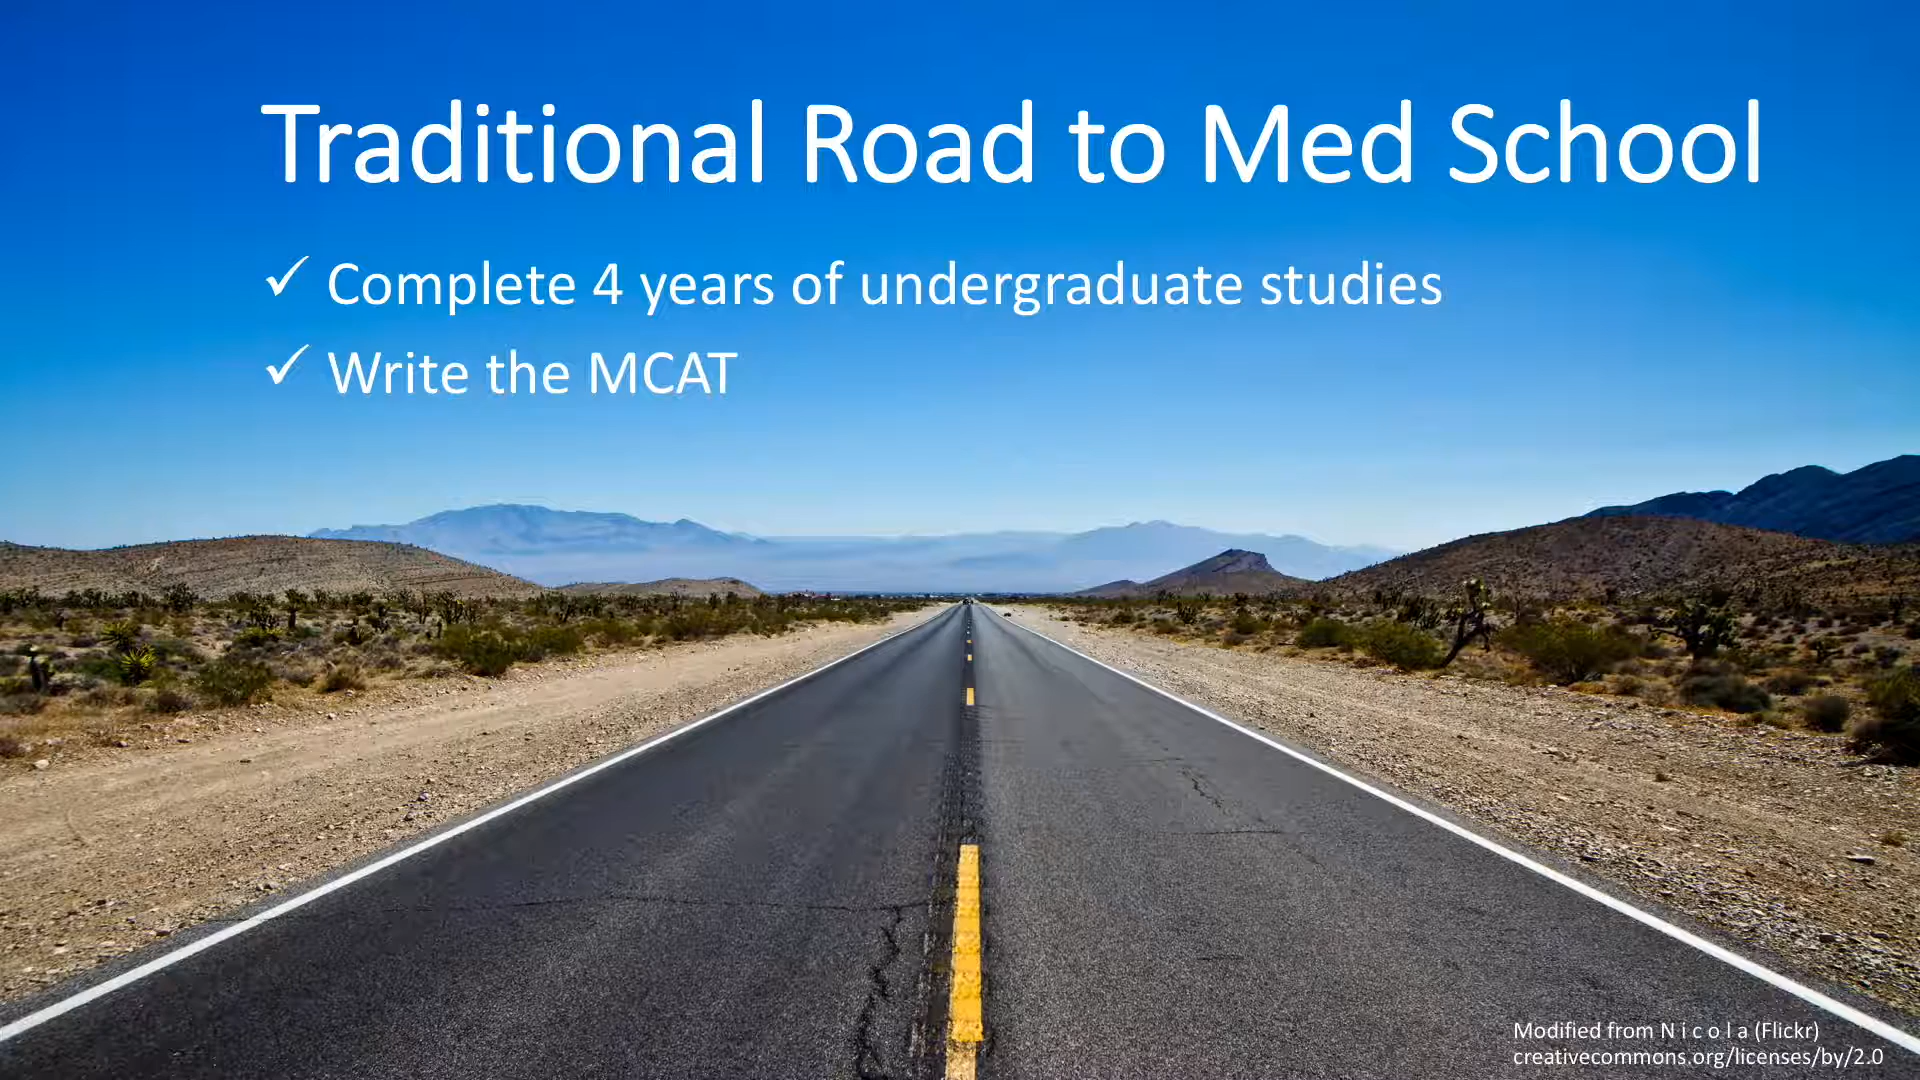 Traditional Road to Med School
✓ Complete 4 years of undergraduate studies
✓ Write the MCAT
Modified from N i c o l a (Flickr)
creativecommons.org/licenses/by/2.0